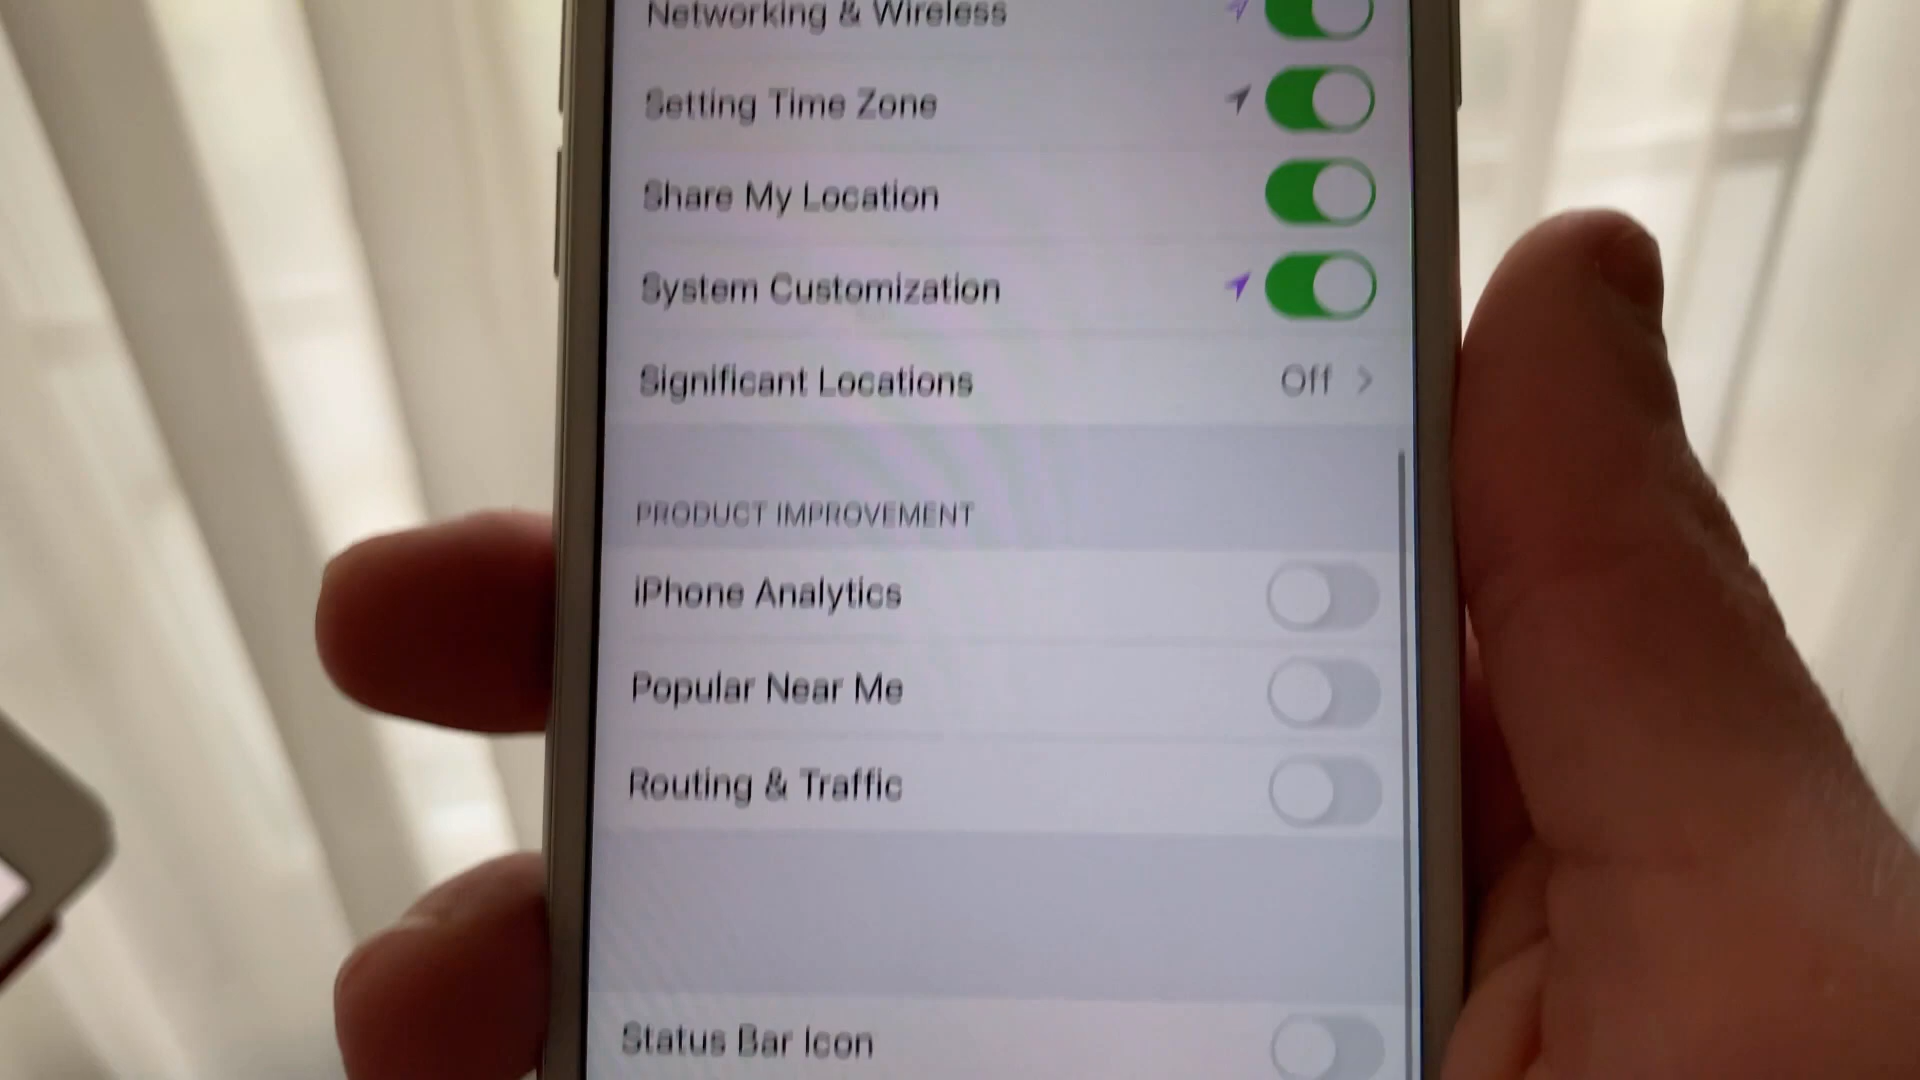 Networking & Wireless
Setting Time Zone
Share My Location
System Customization
Significant Locations Off
PRODUCT IMPROVEMENT
iPhone Analytics
Popular Near Me
Routing & Traffic
Status Bar Icon